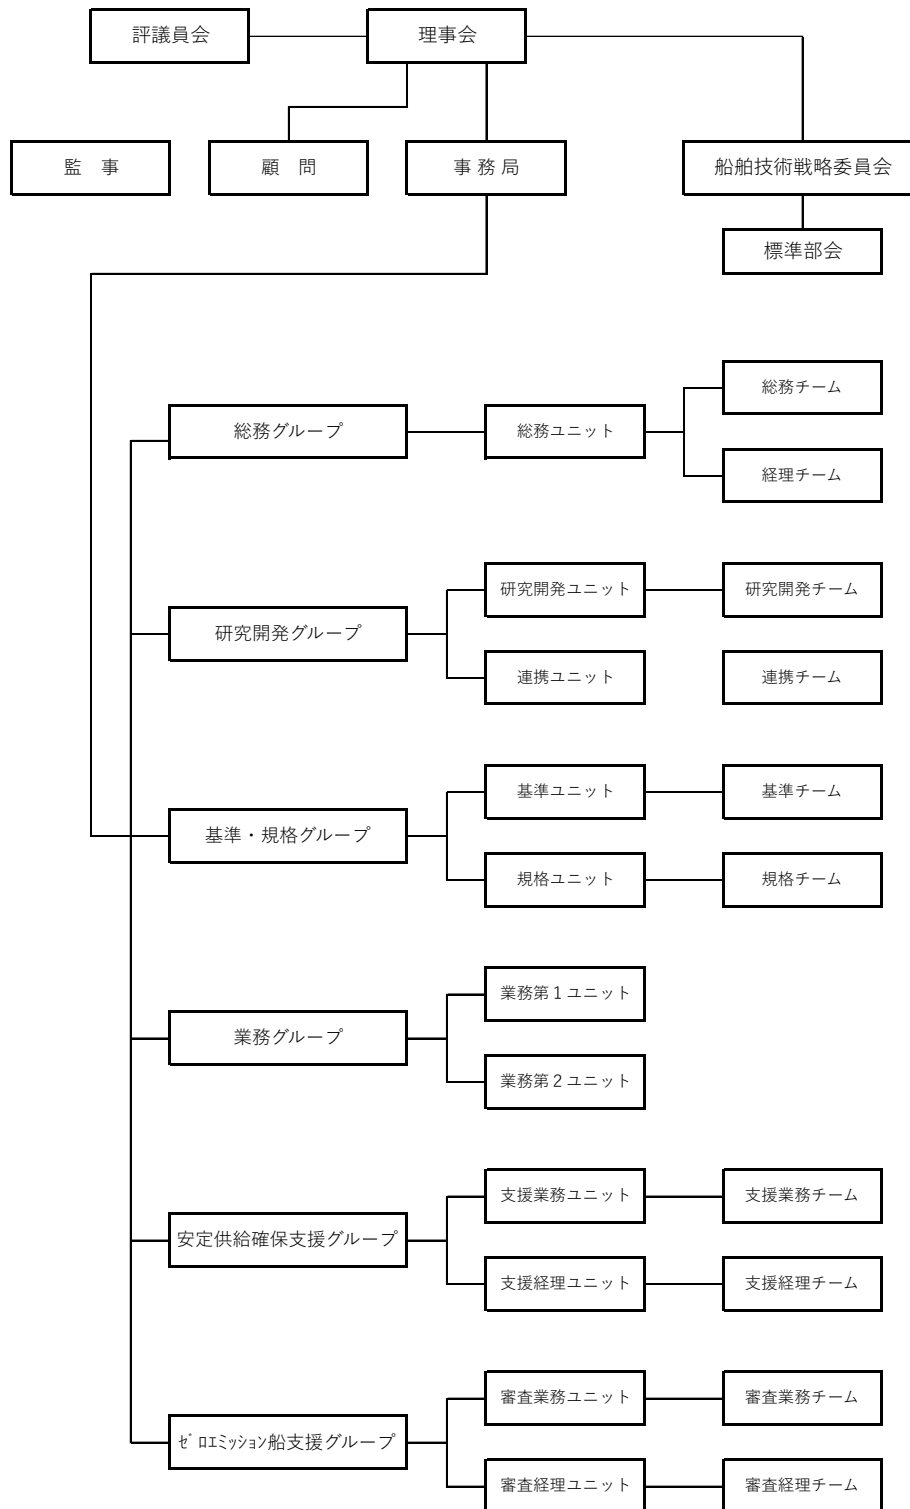 評議員会
理事会
監　事
顧　問
事 務 局
船舶技術戦略委員会
標準部会
総務チーム
総務グループ
総務ユニット
経理チーム
研究開発ユニット
研究開発チーム
研究開発グループ
連携ユニット
連携チーム
基準ユニット
基準チーム
基準・規格グループ
規格ユニット
規格チーム
業務第１ユニット
業務グループ
業務第２ユニット
支援業務ユニット
支援業務チーム
安定供給確保支援グループ
支援経理ユニット
支援経理チーム
審査業務ユニット
審査業務チーム
ｾﾞﾛｴﾐｯｼｮﾝ船支援グループ
審査経理ユニット
審査経理チーム